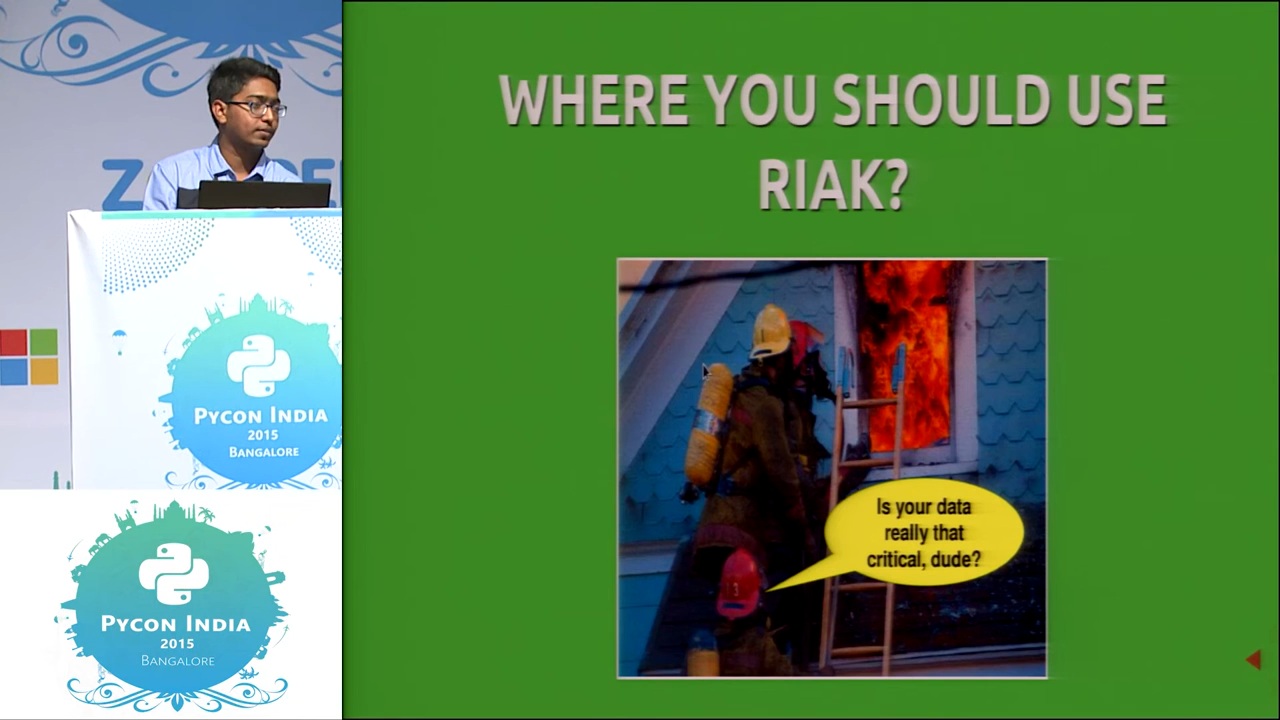 WHERE YOU SHOULD USE
RIAK?
Is your data
really that
critical, dude?
PYCON INDIA
2015
BANGALORE
PYCON INDIA
2015
BANGALORE